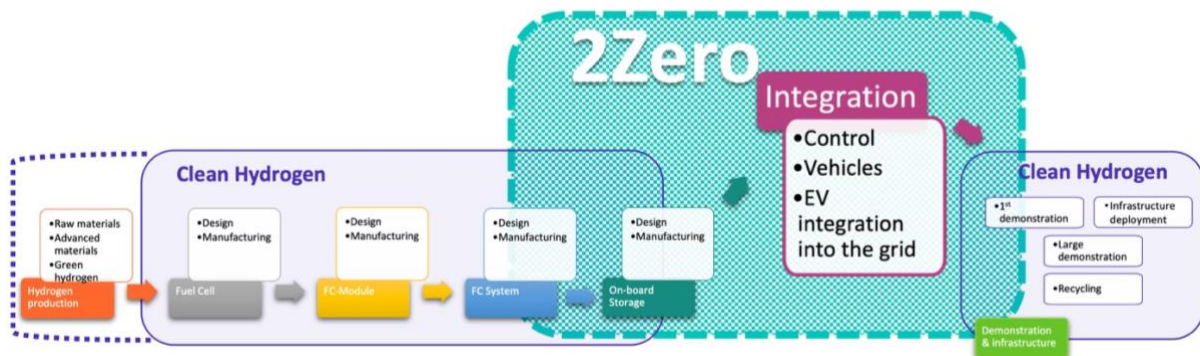 2Zero
Integration
•Control
•Vehicles
•EV
integration
into the grid
Clean Hydrogen
•Raw materials
•Advanced
materials
•Green
hydrogen
Hydrogen
production
•Design
•Manufacturing
Fuel Cell
•Design
•Manufacturing
FC-Module
•Design
•Manufacturing
FC System
•Design
•Manufacturing
On-board
Storage
Clean Hydrogen
•1st
demonstration
•Infrastructure
deployment
•Large
demonstration
•Recycling
Demonstration
& infrastructure